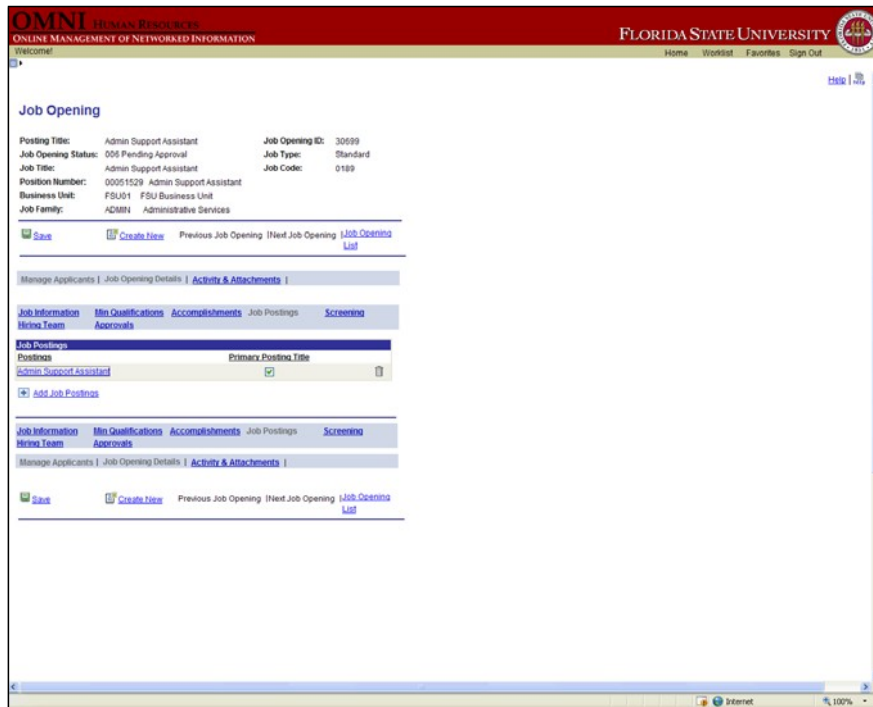 OMNI HUMAN RESOURCES
ONLINE MANAGEMENT OF NETWORKED INFORMATION
FLORIDA STATE UNIVERSITY
Welcome!
Home Worklist Favorites Sign Out
Help |
Job Opening
Posting Title: Admin Support Assistant Job Opening ID: 30699
Job Opening Status: 006 Pending Approval Job Type: Standard
Job Title: Admin Support Assistant Job Code: 0189
Position Number: 00051529 Admin Support Assistant
Business Unit: FSU01 FSU Business Unit
Job Family: ADMIN Administrative Services
Save Create New Previous Job Opening |Next Job Opening |Job Opening
List
Manage Applicants | Job Opening Details | Activity & Attachments |
Job Information Min Qualifications Accomplishments Job Postings Screening
Hiring Team Approvals
Job Postings
Postings Primary Posting Title
Admin Support Assistant
Add Job Postings
Job Information Min Qualifications Accomplishments Job Postings Screening
Hiring Team Approvals
Manage Applicants | Job Opening Details | Activity & Attachments |
Save Create New Previous Job Opening |Next Job Opening |Job Opening
List
Internet 100%